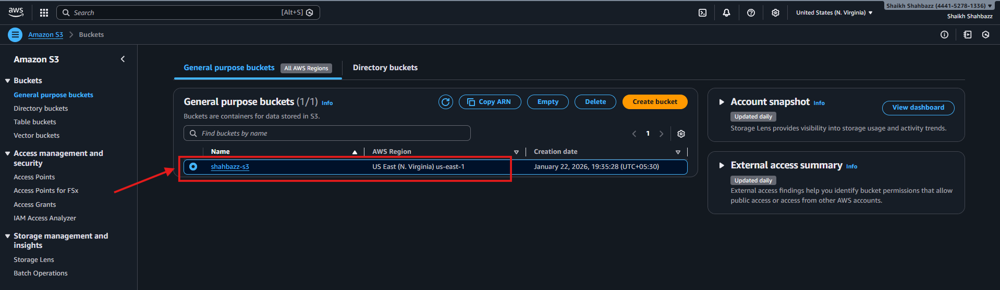 aws
Search [Alt+S]
United States (N. Virginia)
Shaikh Shahbazz (4441-5278-1336)
Shaikh Shahbazz
Amazon S3 Buckets
Amazon S3
Buckets
General purpose buckets
Directory buckets
Table buckets
Vector buckets
Access management and
security
Access Points
Access Points for FSx
Access Grants
IAM Access Analyzer
Storage management and
insights
Storage Lens
Batch Operations
General purpose buckets All AWS Regions Directory buckets
General purpose buckets (1/1) Info
Copy ARN Empty Delete Create bucket
Buckets are containers for data stored in S3.
Find buckets by name
1
Name AWS Region Creation date
shahbazz-s3 US East (N. Virginia) us-east-1 January 22, 2026, 19:35:28 (UTC+05:30)
Account snapshot Info
View dashboard
Updated daily
Storage Lens provides visibility into storage usage and activity trends.
External access summary Info
Updated daily
External access findings help you identify bucket permissions that allow
public access or access from other AWS accounts.